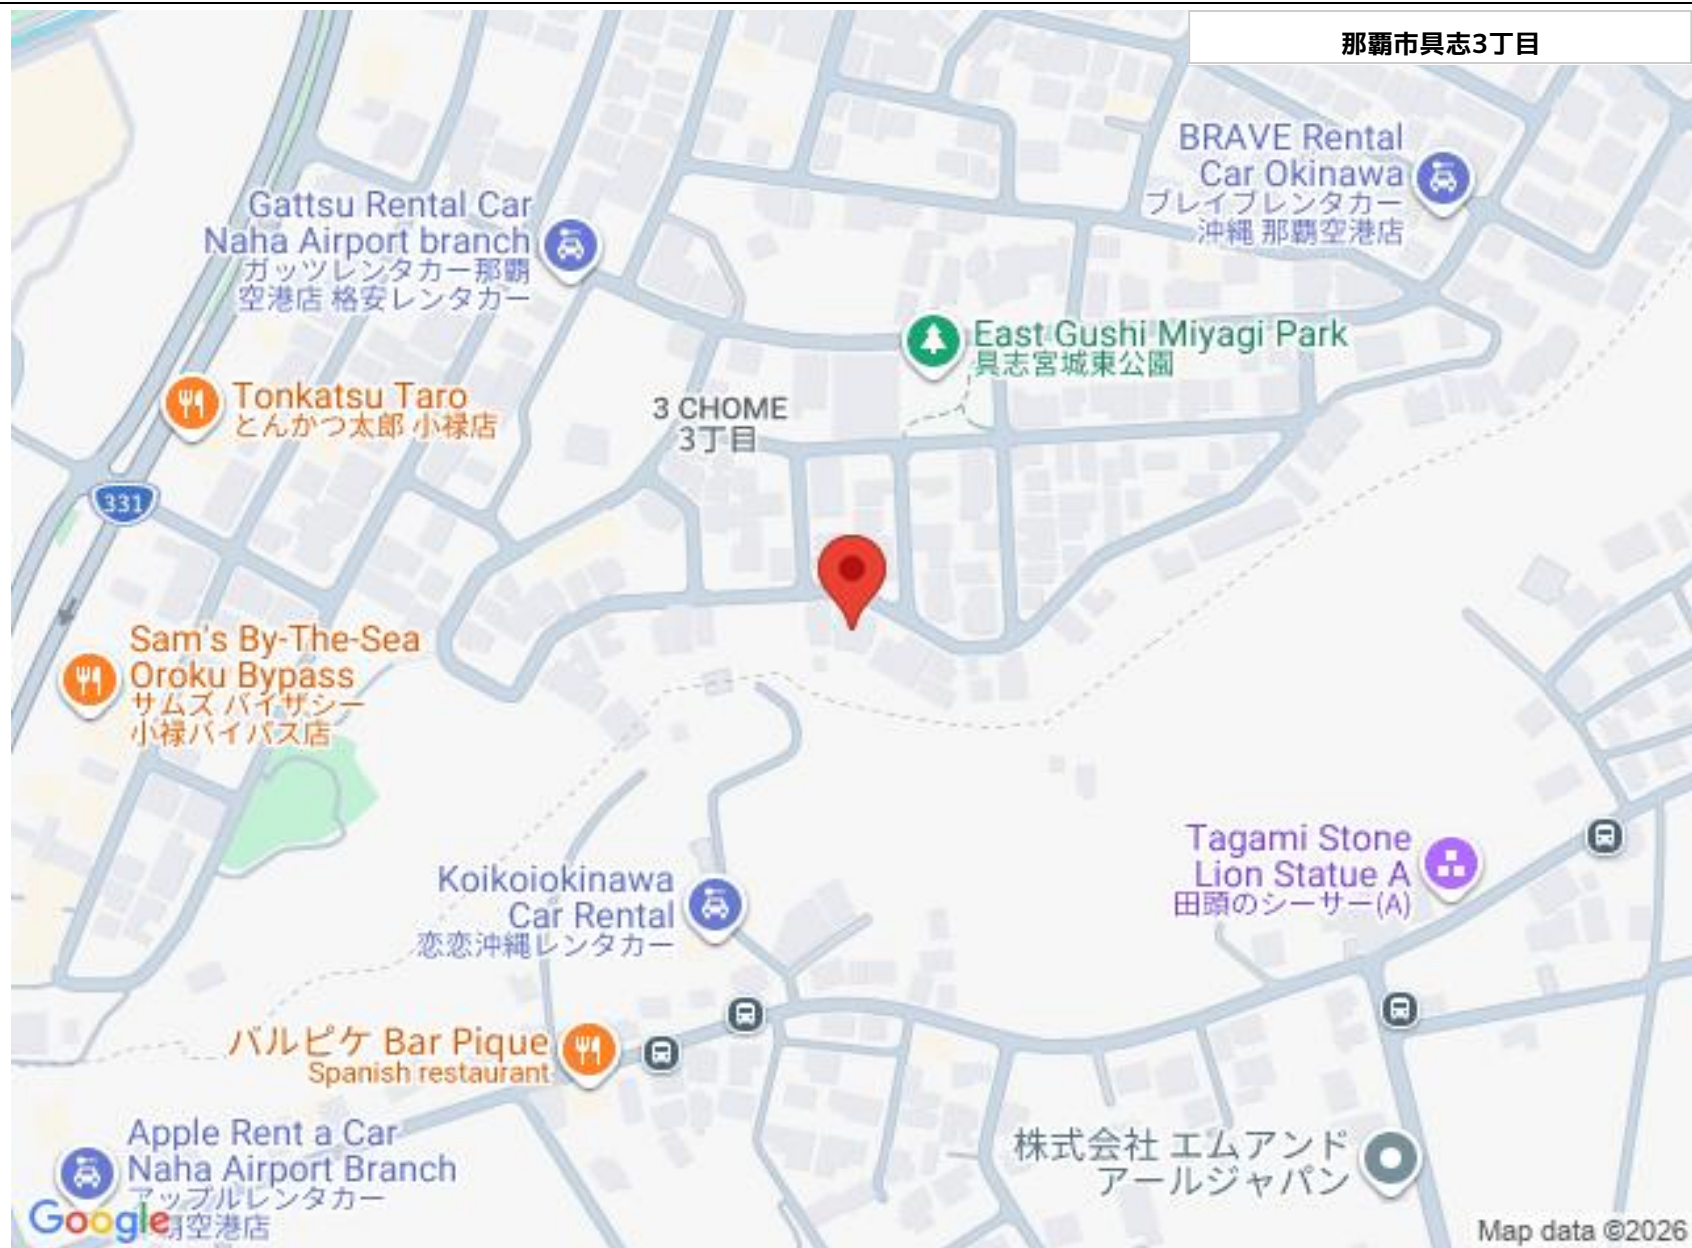 那覇市具志3丁目
BRAVE Rental
Car Okinawa
ブレイブレンタカー
沖縄 那覇空港店
Gattsu Rental Car
Naha Airport branch
ガッツレンタカー那覇
空港店 格安レンタカー
East Gushi Miyagi Park
具志宮城東公園
Tonkatsu Taro
とんかつ太郎 小禄店
3 CHOME
3丁目
331
Sam's By-The-Sea
Oroku Bypass
サムズ バイザシー
小禄バイパス店
Tagami Stone
Lion Statue A
田頭のシーサー(A)
Koikoiokinawa
Car Rental
恋恋沖縄レンタカー
バルピケ Bar Pique
Spanish restaurant
Apple Rent a Car
Naha Airport Branch
アップルレンタカー
空港店
株式会社 エムアンド
アールジャパン
Google
Map data ©2026